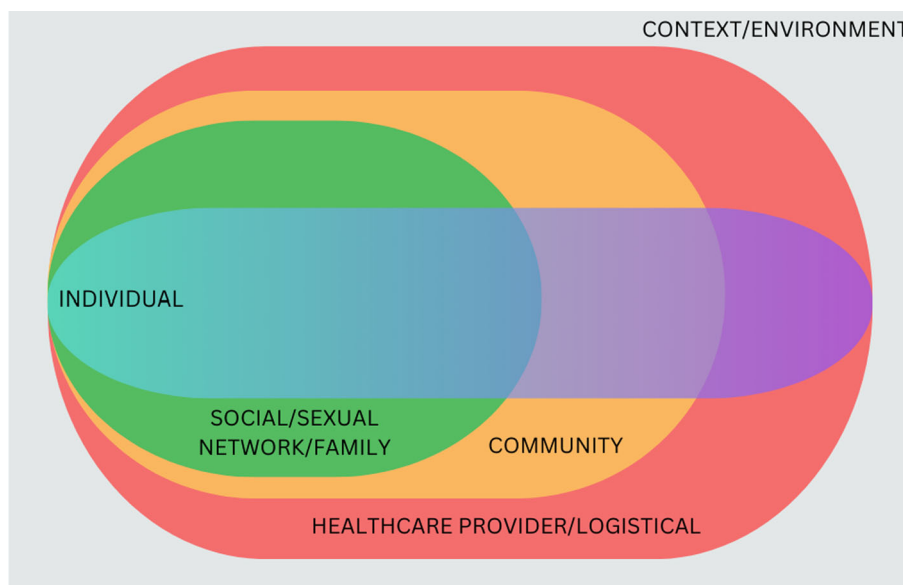 CONTEXT/ENVIRONMENT
INDIVIDUAL
SOCIAL/SEXUAL
NETWORK/FAMILY
COMMUNITY
HEALTHCARE PROVIDER/LOGISTICAL